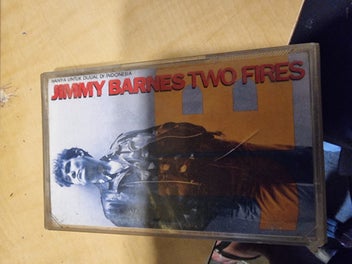 HANYA UNTUK DIJUAL DI INDONESIA
JIMMY BARNES TWO FIRES